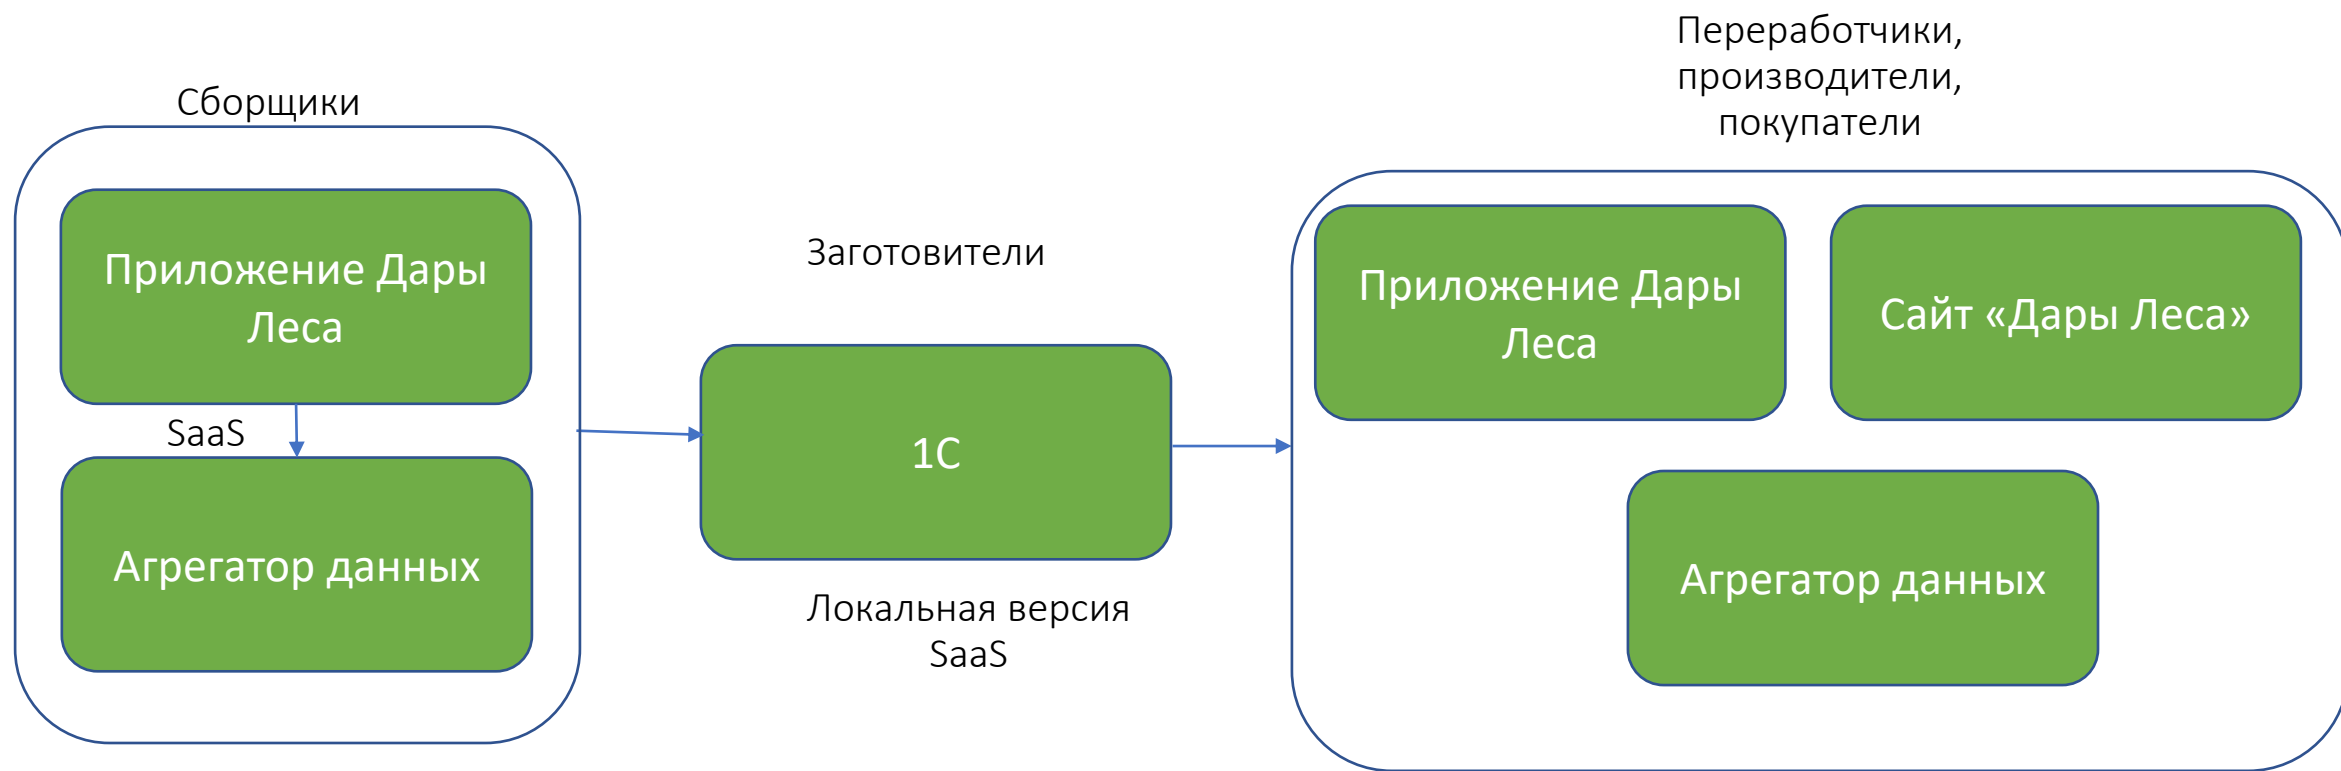 Сборщики
Приложение Дары
Леса
SaaS
Агрегатор данных
Заготовители
1С
Локальная версия
SaaS
Переработчики,
производители,
покупатели
Приложение Дары
Леса
Сайт «Дары Леса»
Агрегатор данных